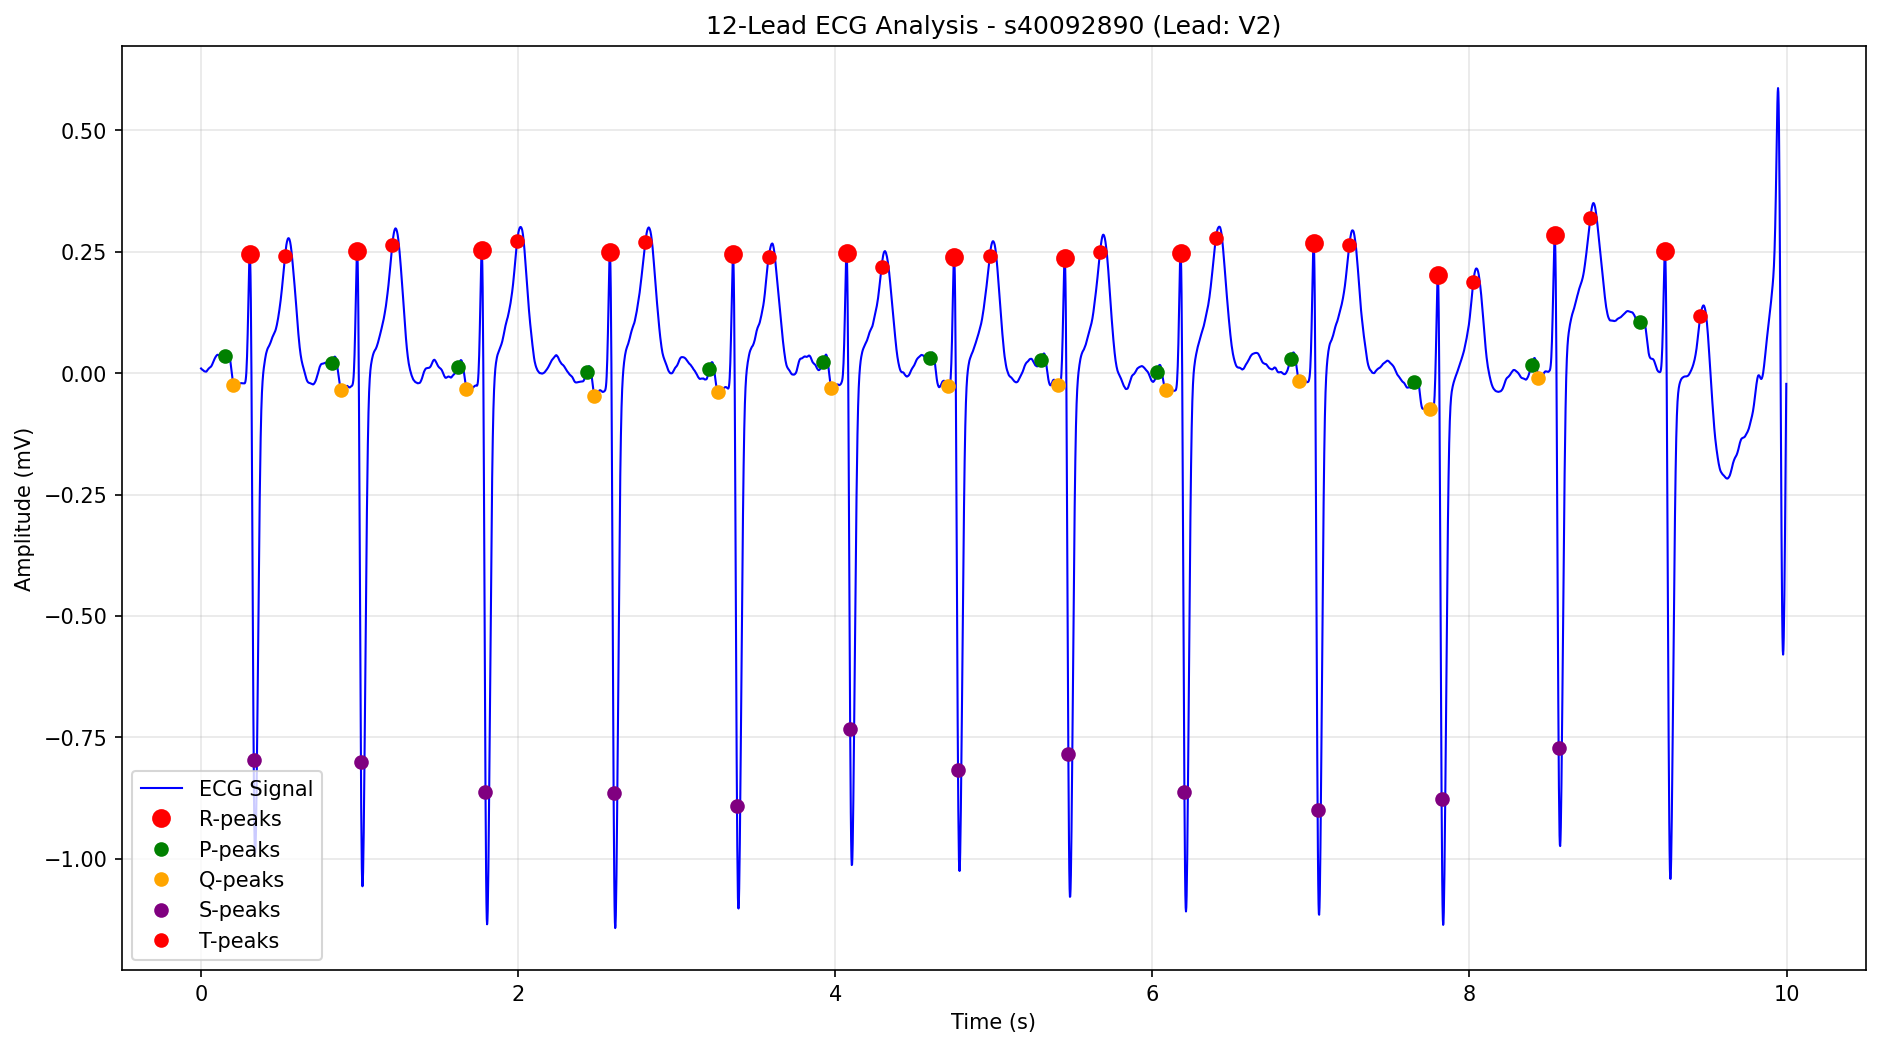 12-Lead ECG Analysis - s40092890 (Lead: V2)
Amplitude (mV)
0.50
0.25
0.00
−0.25
−0.50
−0.75
−1.00
ECG Signal
R-peaks
P-peaks
Q-peaks
S-peaks
T-peaks
0 2 4 6 8 10
Time (s)